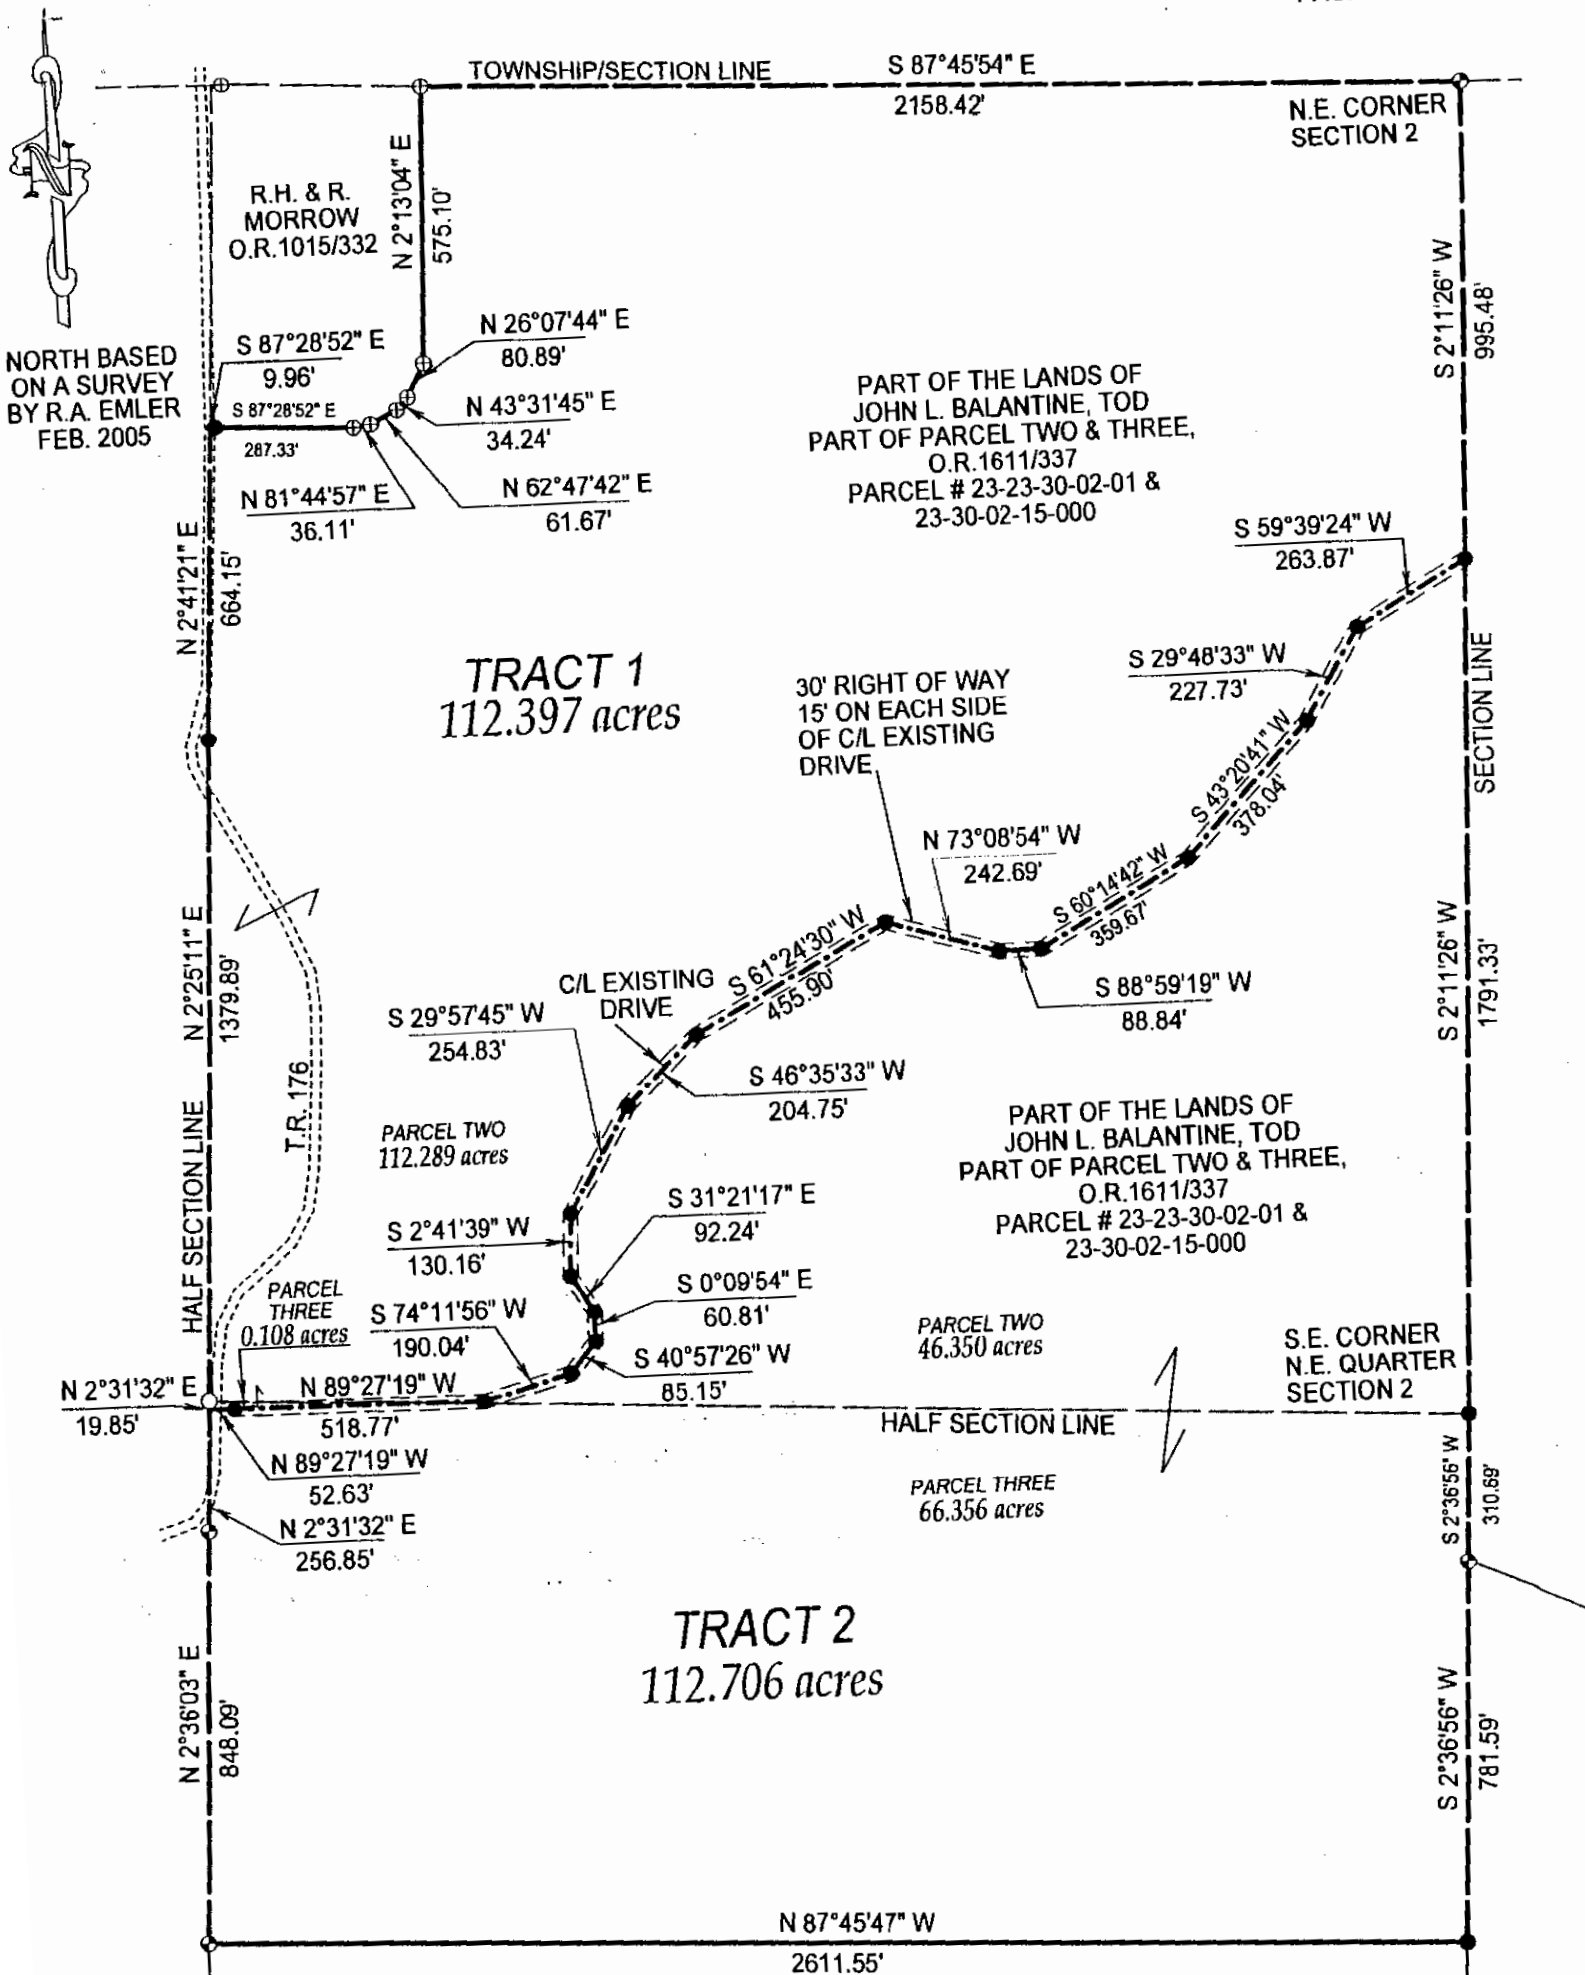 TOWNSHIP/SECTION LINE
S 87°45'54" E
2158.42'
N.E. CORNER
SECTION 2
R.H. & R.
MORROW
O.R.1015/332
N 2°13'04" E
575.10'
S 2°11'26" W
995.48'
NORTH BASED
ON A SURVEY
BY R.A. EMLER
FEB. 2005
S 87°28'52" E
9.96'
S 87°28'52" E
287.33'
N 26°07'44" E
80.89'
N 43°31'45" E
34.24'
N 62°47'42" E
61.67'
N 81°44'57" E
36.11'
PART OF THE LANDS OF
JOHN L. BALANTINE, TOD
PART OF PARCEL TWO & THREE,
O.R.1611/337
PARCEL # 23-23-30-02-01 &
23-30-02-15-000
N 2°41'21" E
664.15'
S 59°39'24" W
263.87'
TRACT 1
112.397 acres
30' RIGHT OF WAY
15' ON EACH SIDE
OF C/L EXISTING
DRIVE
S 29°48'33" W
227.73'
SECTION LINE
S 43°20'41" W
378.04'
N 73°08'54" W
242.69'
S 60°14'42" W
359.67'
S 88°59'19" W
88.84'
N 2°25'11" E
1379.89'
S 61°24'30" W
455.90'
C/L EXISTING
DRIVE
S 29°57'45" W
254.83'
S 46°35'33" W
204.75'
S 2°11'26" W
1791.33'
T.R. 176
HALF SECTION LINE
PARCEL TWO
112.289 acres
PART OF THE LANDS OF
JOHN L. BALANTINE, TOD
PART OF PARCEL TWO & THREE,
O.R.1611/337
PARCEL # 23-23-30-02-01 &
23-30-02-15-000
S 31°21'17" E
92.24'
S 2°41'39" W
130.16'
S 0°09'54" E
60.81'
PARCEL
THREE
0.108 acres
S 74°11'56" W
190.04'
S 40°57'26" W
85.15'
PARCEL TWO
46.350 acres
S.E. CORNER
N.E. QUARTER
SECTION 2
N 2°31'32" E
19.85'
N 89°27'19" W
518.77'
HALF SECTION LINE
N 89°27'19" W
52.63'
N 2°31'32" E
256.85'
PARCEL THREE
66.356 acres
S 2°36'56" W
310.69'
TRACT 2
112.706 acres
N 2°36'03" E
848.09'
S 2°36'56" W
781.59'
N 87°45'47" W
2611.55'